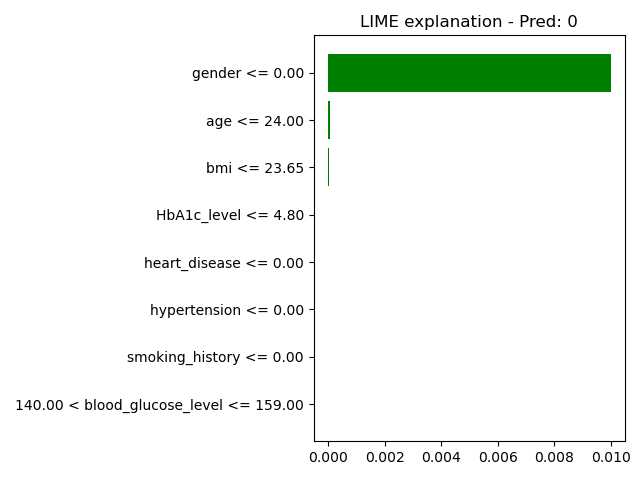 LIME explanation - Pred: 0
gender <= 0.00
age <= 24.00
bmi <= 23.65
HbA1c_level <= 4.80
heart_disease <= 0.00
hypertension <= 0.00
smoking_history <= 0.00
140.00 < blood_glucose_level <= 159.00
0.000 0.002 0.004 0.006 0.008 0.010